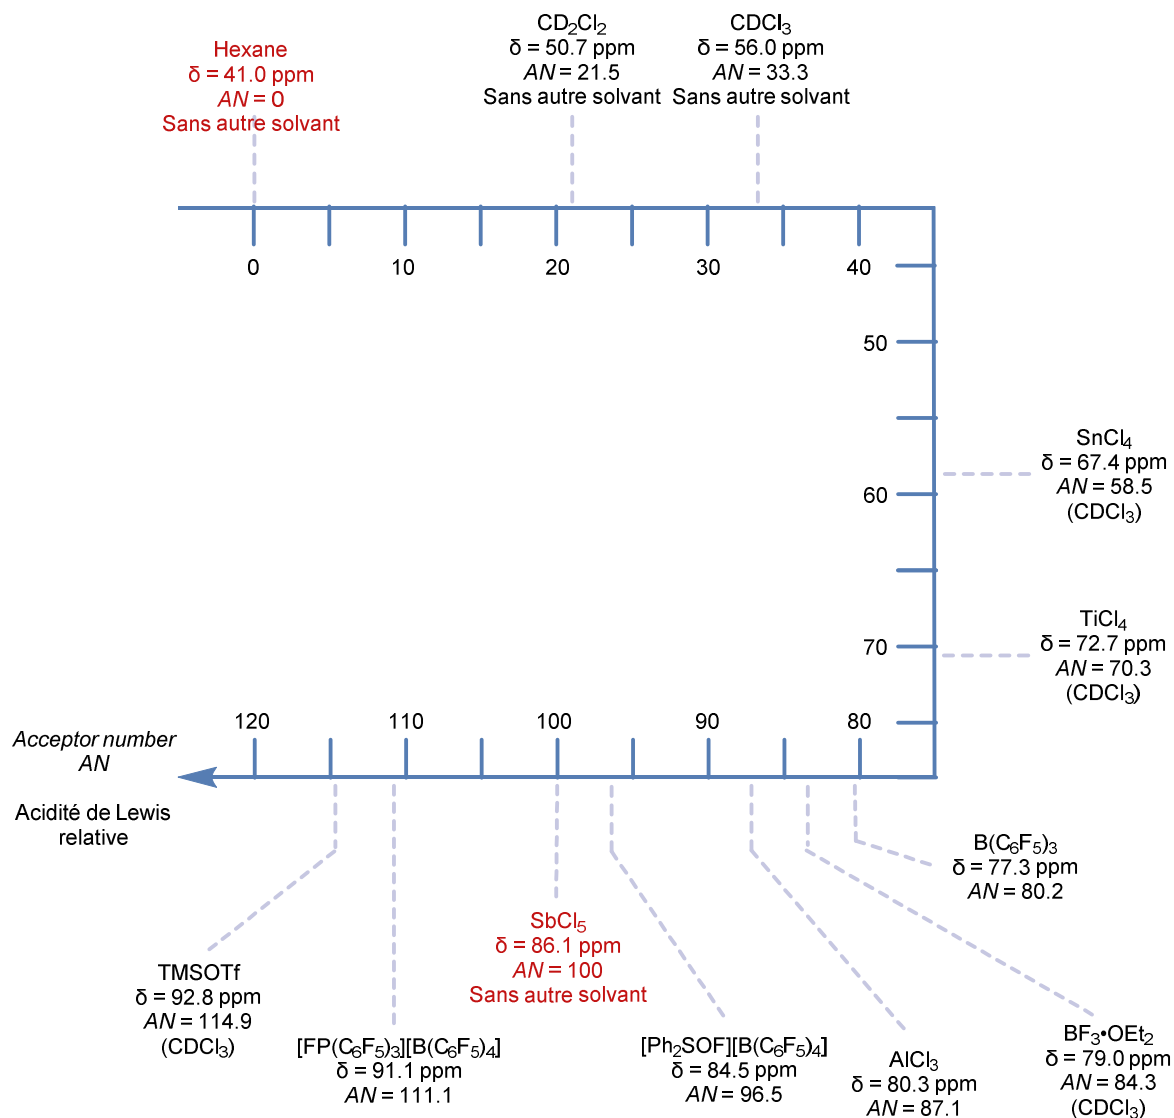 Hexane
δ = 41.0 ppm
AN = 0
Sans autre solvant
CD₂Cl₂
δ = 50.7 ppm
AN = 21.5
Sans autre solvant
CDCl₃
δ = 56.0 ppm
AN = 33.3
Sans autre solvant
0
10
20
30
40
50
60
70
80
90
100
110
120
SnCl₄
δ = 67.4 ppm
AN = 58.5
(CDCl₃)
TiCl₄
δ = 72.7 ppm
AN = 70.3
(CDCl₃)
Acceptor number
AN
Acidité de Lewis
relative
B(C₆F₅)₃
δ = 77.3 ppm
AN = 80.2
BF₃•OEt₂
δ = 79.0 ppm
AN = 84.3
(CDCl₃)
AlCl₃
δ = 80.3 ppm
AN = 87.1
[Ph₂SOF][B(C₆F₅)₄]
δ = 84.5 ppm
AN = 96.5
SbCl₅
δ = 86.1 ppm
AN = 100
Sans autre solvant
[FP(C₆F₅)₃][B(C₆F₅)₄]
δ = 91.1 ppm
AN = 111.1
TMSOTf
δ = 92.8 ppm
AN = 114.9
(CDCl₃)